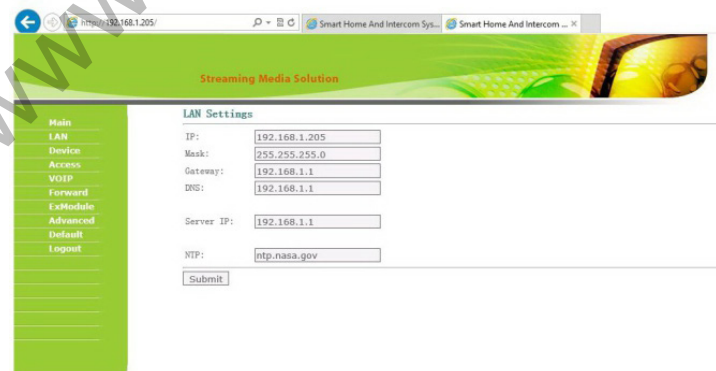 http://192.168.1.205/
Smart Home And Intercom Sys...
Smart Home And Intercom ...
Streaming Media Solution
Main
LAN
Device
Access
VOIP
Forward
ExModule
Advanced
Default
Logout
LAN Settings
IP: 192.168.1.205
Mask: 255.255.255.0
Gateway: 192.168.1.1
DNS: 192.168.1.1
Server IP: 192.168.1.1
NTP: ntp.nasa.gov
Submit
WWW